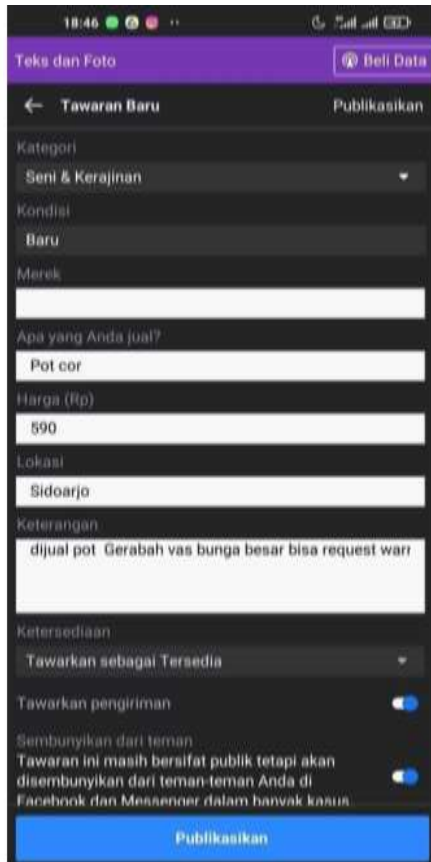 18:46
Teks dan Foto
Beli Data
Tawaran Baru
Publikasikan
Kategori
Seni & Kerajinan
Kondisi
Baru
Merek
Apa yang Anda jual?
Pot cor
Harga (Rp)
590
Lokasi
Sidoarjo
Keterangan
dijual pot Gerabah vas bunga besar bisa request warr
Ketersediaan
Tawarkan sebagai Tersedia
Tawarkan pengiriman
Sembunyikan dari teman
Tawaran ini masih bersifat publik tetapi akan
disembunyikan dari teman-teman Anda di
Facebook dan Messenger dalam banyak kasus.
Publikasikan